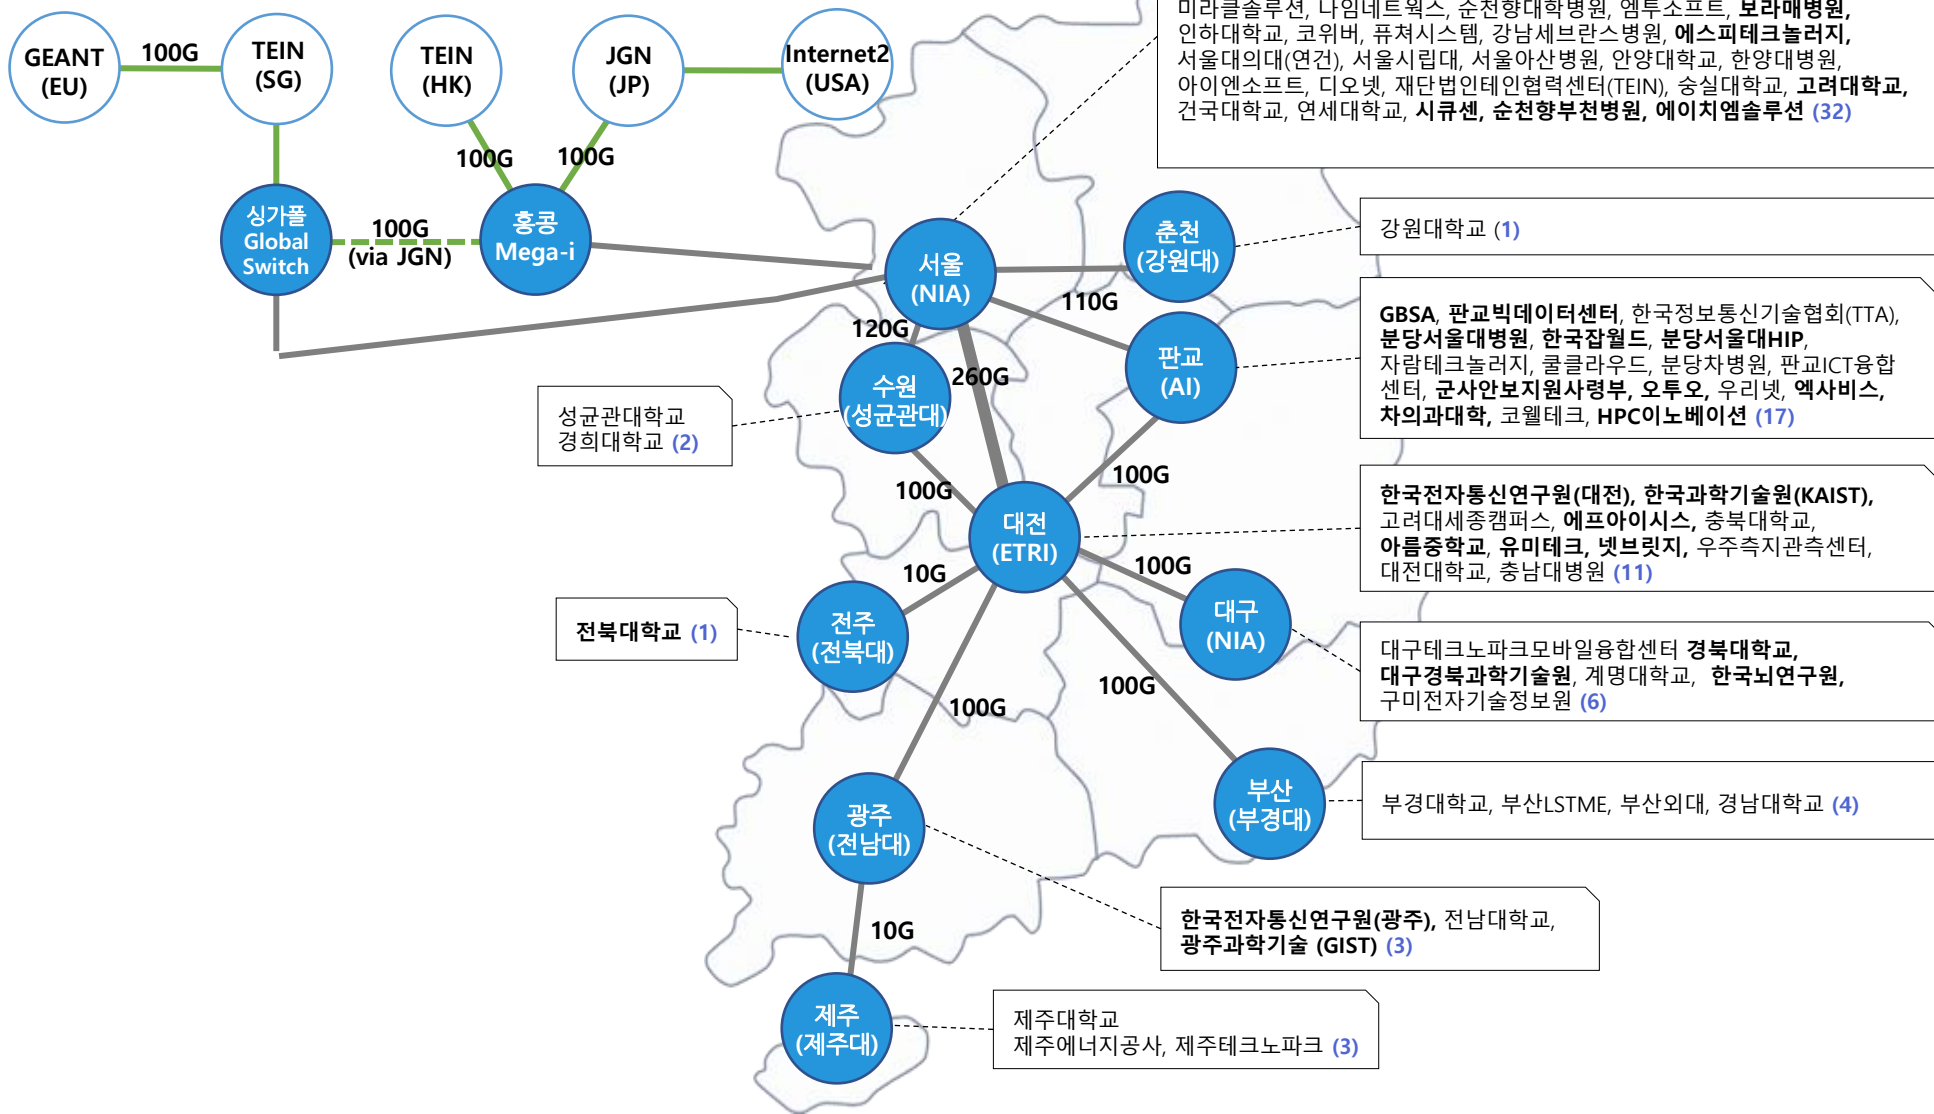 GEANT
(EU)
100G
TEIN
(SG)
TEIN
(HK)
JGN
(JP)
Internet2
(USA)
100G
100G
싱가폴
Global
Switch
100G
(via JGN)
홍콩
Mega-i
미라클솔루션, 나임네트웍스, 순천향대학병원, 엠투소프트, 보라매병원,
인하대학교, 코위버, 퓨쳐시스템, 강남세브란스병원, 에스피테크놀러지,
서울대의대(연건), 서울시립대, 서울아산병원, 안양대학교, 한양대병원,
아이엔소프트, 디오넷, 재단법인테인협력센터(TEIN), 숭실대학교, 고려대학교,
건국대학교, 연세대학교, 시큐센, 순천향부천병원, 에이치엠솔루션 (32)
서울
(NIA)
춘천
(강원대)
강원대학교 (1)
110G
120G
260G
판교
(AI)
GBSA, 판교빅데이터센터, 한국정보통신기술협회(TTA),
분당서울대병원, 한국잡월드, 분당서울대HIP,
자람테크놀러지, 쿨클라우드, 분당차병원, 판교ICT융합
센터, 군사안보지원사령부, 오투오, 우리넷, 엑사비스,
차의과대학, 코웰테크, HPC이노베이션 (17)
수원
(성균관대)
성균관대학교
경희대학교 (2)
100G
100G
대전
(ETRI)
한국전자통신연구원(대전), 한국과학기술원(KAIST),
고려대세종캠퍼스, 에프아이시스, 충북대학교,
아름중학교, 유미테크, 넷브릿지, 우주측지관측센터,
대전대학교, 충남대병원 (11)
10G
100G
전주
(전북대)
전북대학교 (1)
대구
(NIA)
대구테크노파크모바일융합센터 경북대학교,
대구경북과학기술원, 계명대학교, 한국뇌연구원,
구미전자기술정보원 (6)
100G
100G
부산
(부경대)
부경대학교, 부산LSTME, 부산외대, 경남대학교 (4)
광주
(전남대)
한국전자통신연구원(광주), 전남대학교,
광주과학기술 (GIST) (3)
10G
제주
(제주대)
제주대학교
제주에너지공사, 제주테크노파크 (3)